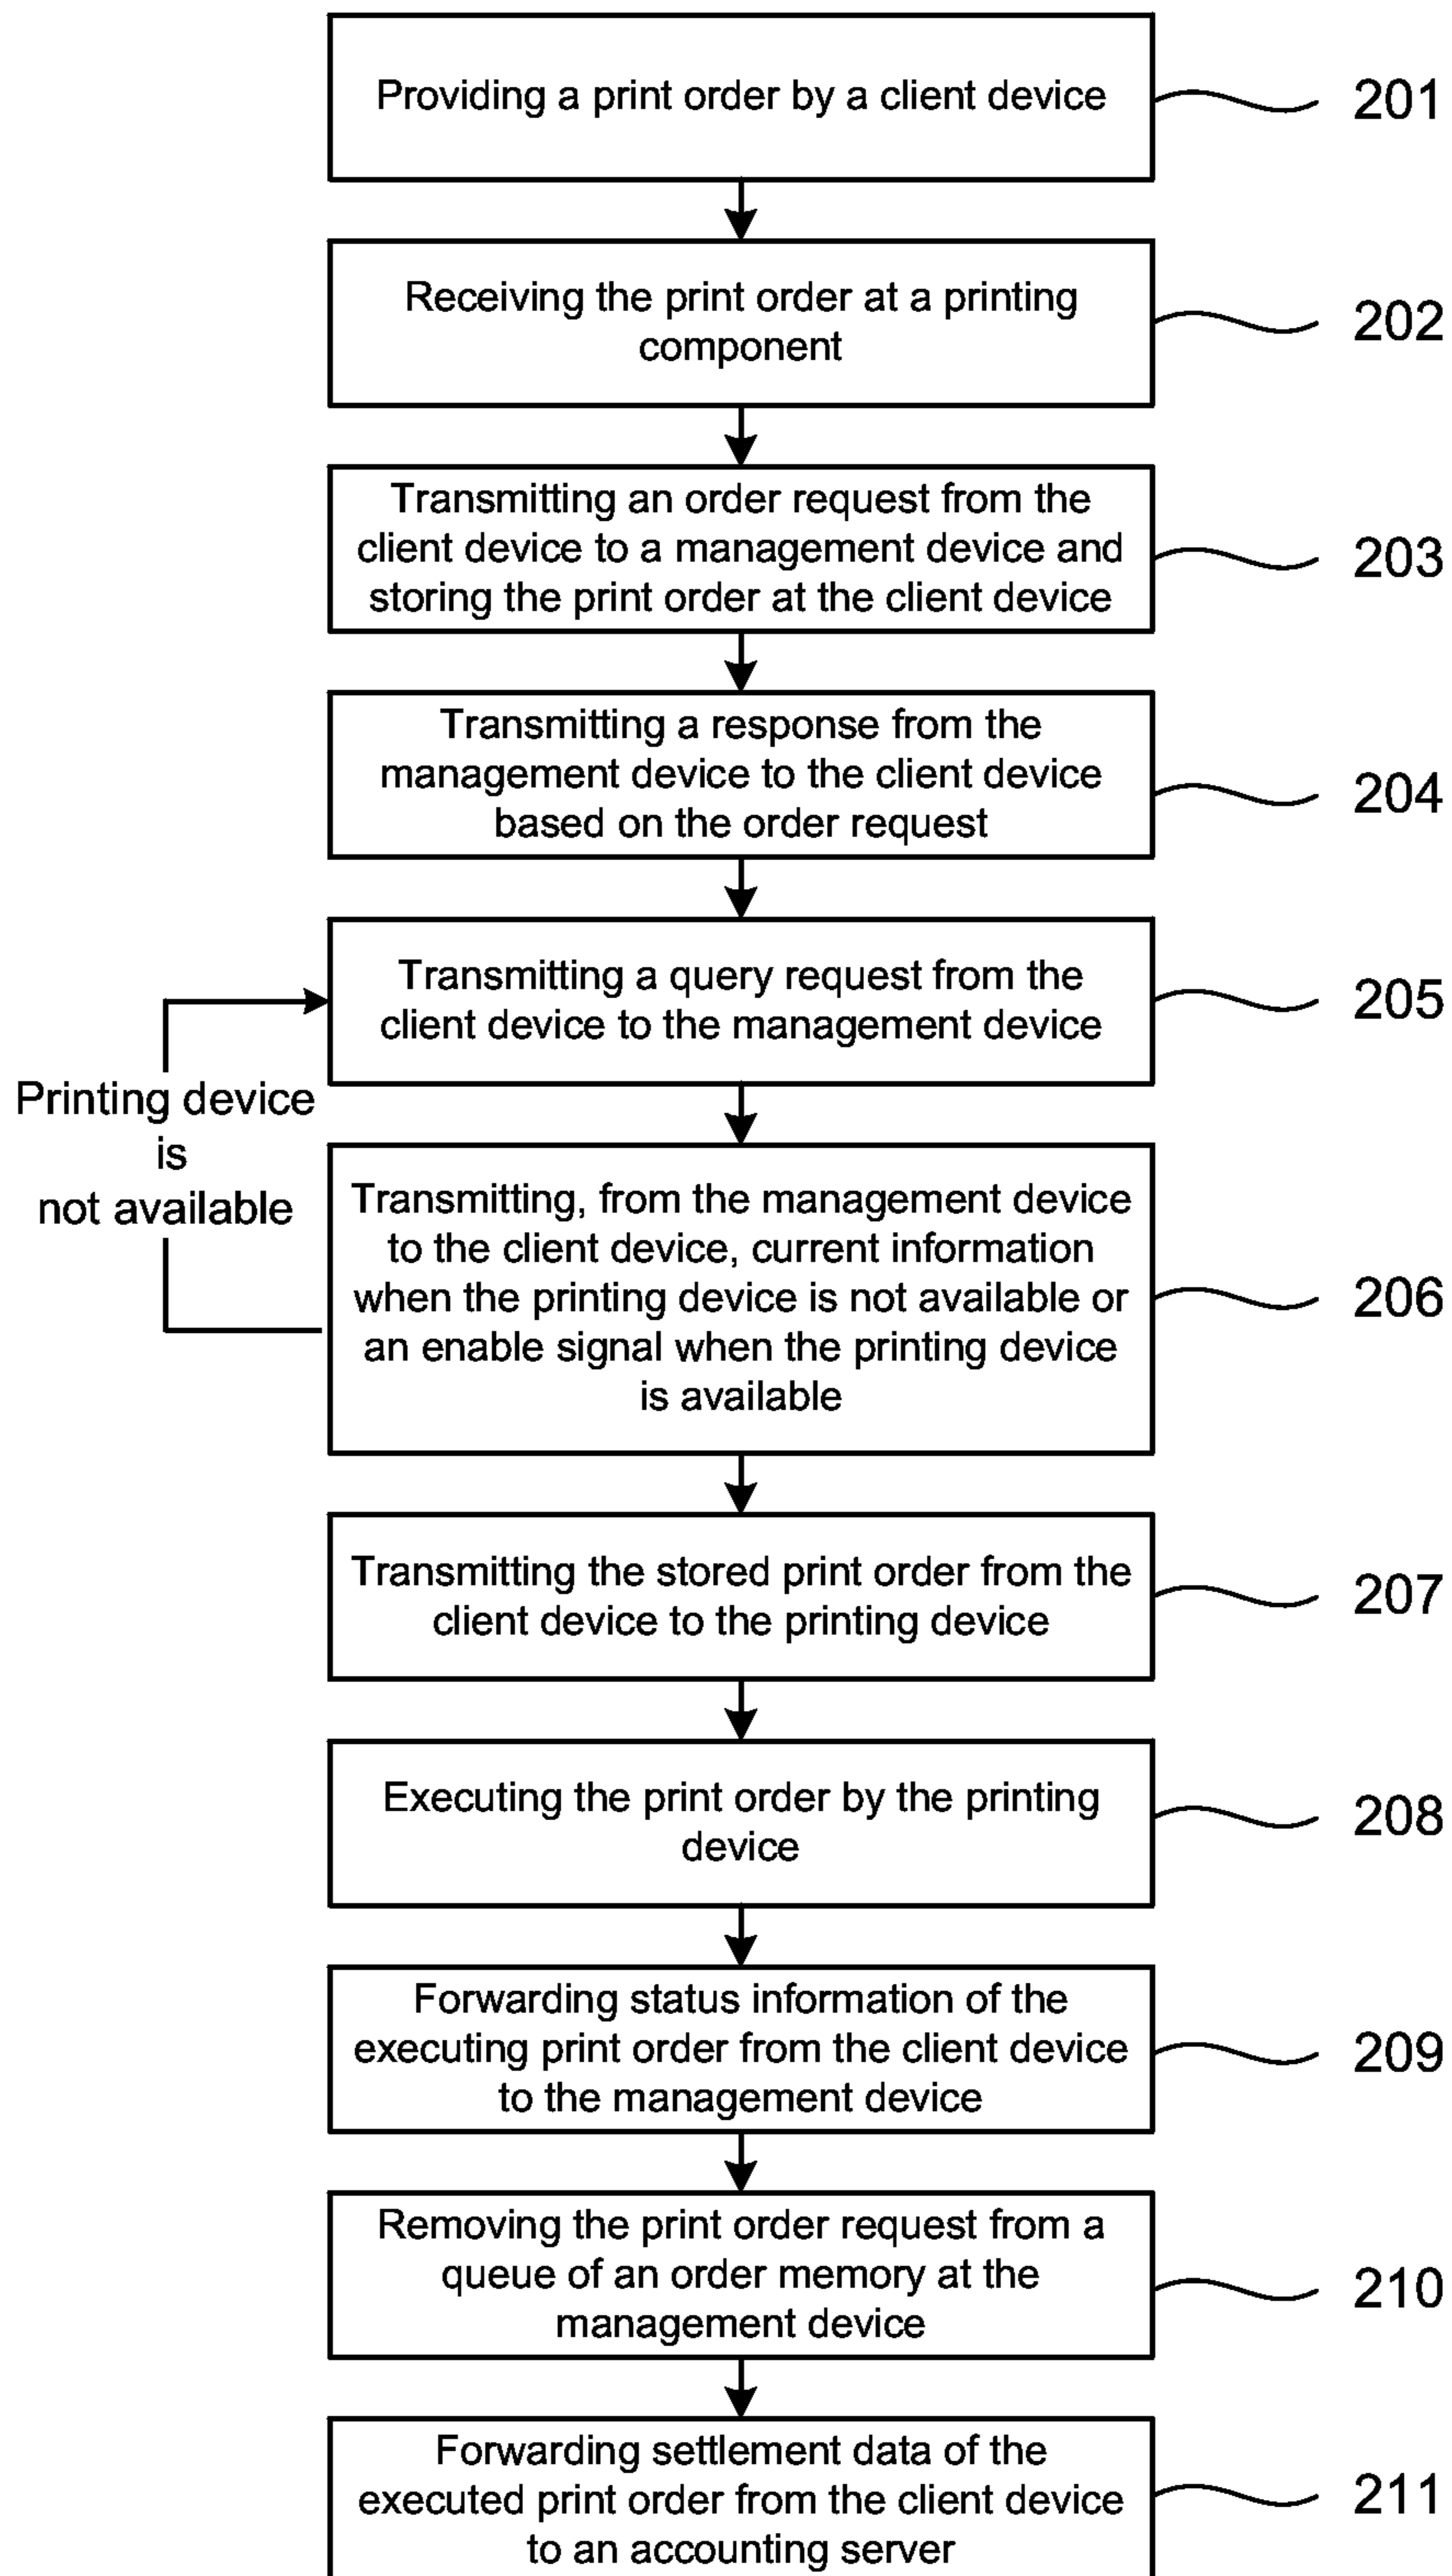 Providing a print order by a client device
201
Receiving the print order at a printing
component
202
Transmitting an order request from the
client device to a management device and
storing the print order at the client device
203
Transmitting a response from the
management device to the client device
based on the order request
204
Transmitting a query request from the
client device to the management device
205
Printing device
is
not available
Transmitting, from the management device
to the client device, current information
when the printing device is not available or
an enable signal when the printing device
is available
206
Transmitting the stored print order from the
client device to the printing device
207
Executing the print order by the printing
device
208
Forwarding status information of the
executing print order from the client device
to the management device
209
Removing the print order request from a
queue of an order memory at the
management device
210
Forwarding settlement data of the
executed print order from the client device
to an accounting server
211